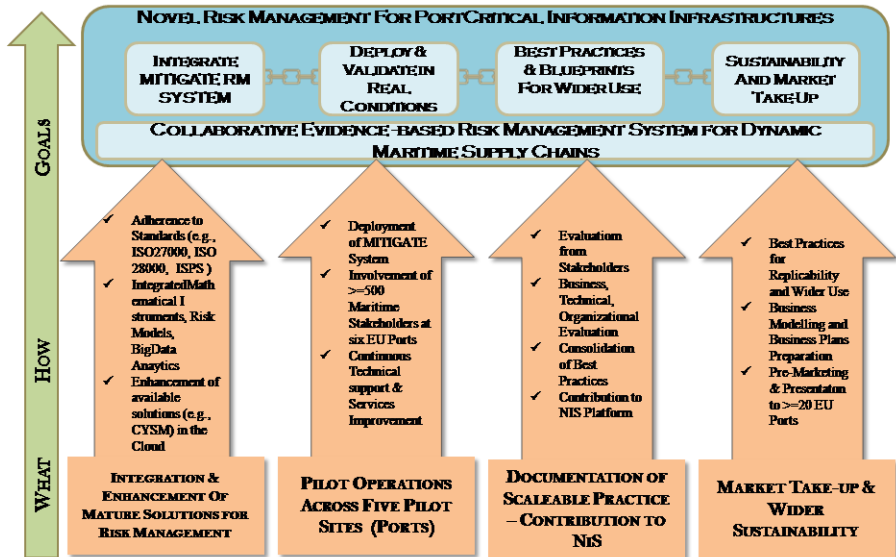 NOVEL RISK MANAGEMENT FOR PORTCRITICAL INFORMATION INFRASTRUCTURES
INTEGRATE
MITIGATE RM
SYSTEM
DEPLOY &
VALIDATE IN
REAL
CONDITIONS
BEST PRACTICES
& BLUEPRINTS
FOR WIDER USE
SUSTAINABILITY
AND MARKET
TAKE UP
COLLABORATIVE EVIDENCE-BASED RISK MANAGEMENT SYSTEM FOR DYNAMIC
MARITIME SUPPLY CHAINS
GOALS
HOW
WHAT
✓ Adherence to
Standards (e.g.,
ISO27000, ISO
28000, ISPS )
✓ IntegratedMath
ematical I
struments, Risk
Models,
BigData
Anaytics
✓ Enhancement of
available
solutions (e.g.,
CYSM) in the
Cloud
INTEGRATION &
ENHANCEMENT OF
MATURE SOLUTIONS FOR
RISK MANAGEMENT
✓ Deployment
of MITIGATE
System
✓ Involvement of
>=500
Maritime
Stakeholders at
six EU Ports
✓ Continuous
Technical
support &
Services
Improvement
PILOT OPERATIONS
ACROSS FIVE PILOT
SITES (PORTS)
✓ Evaluatiom
from
Stakeholders
✓ Business,
Technical,
Organizational
Evaluation
✓ Consolidation
of Best
Practices
✓ Contribution to
NIS Platform
DOCUMENTATION OF
SCALEABLE PRACTICE
– CONTRIBUTION TO
NIS
✓ Best Practices
for
Replicability
and Wider Use
✓ Business
Modelling and
Business Plans
Preparation
✓ Pre-Marketing
& Presentaton
to >=20 EU
Ports
MARKET TAKE-UP &
WIDER
SUSTAINABILITY